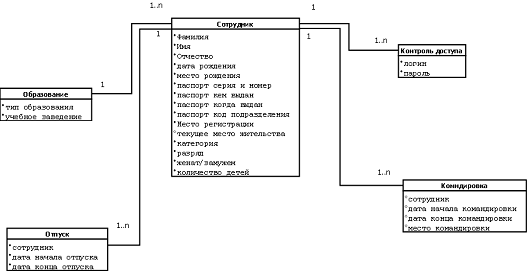 1..n
1
Сотрудник
*Фамилия
*Имя
*Отчество
*дата рождения
*место рождения
*паспорт серия и номер
*паспорт кем выдан
*паспорт когда выдан
*паспорт код подразделения
*Место регистрации
*текущее место жительства
*категория
*разряд
*женат/замужем
*количество детей
1
1
1..n
Контроль доступа
*логин
*пароль
1
Образование
*тип образования
*учебное заведение
1..n
Комндировка
*сотрудник
*дата начала командировки
*дата конца командировки
*место командировки
1..n
Отпуск
*сотрудник
*дата начала отпуска
*дата конца отпуска